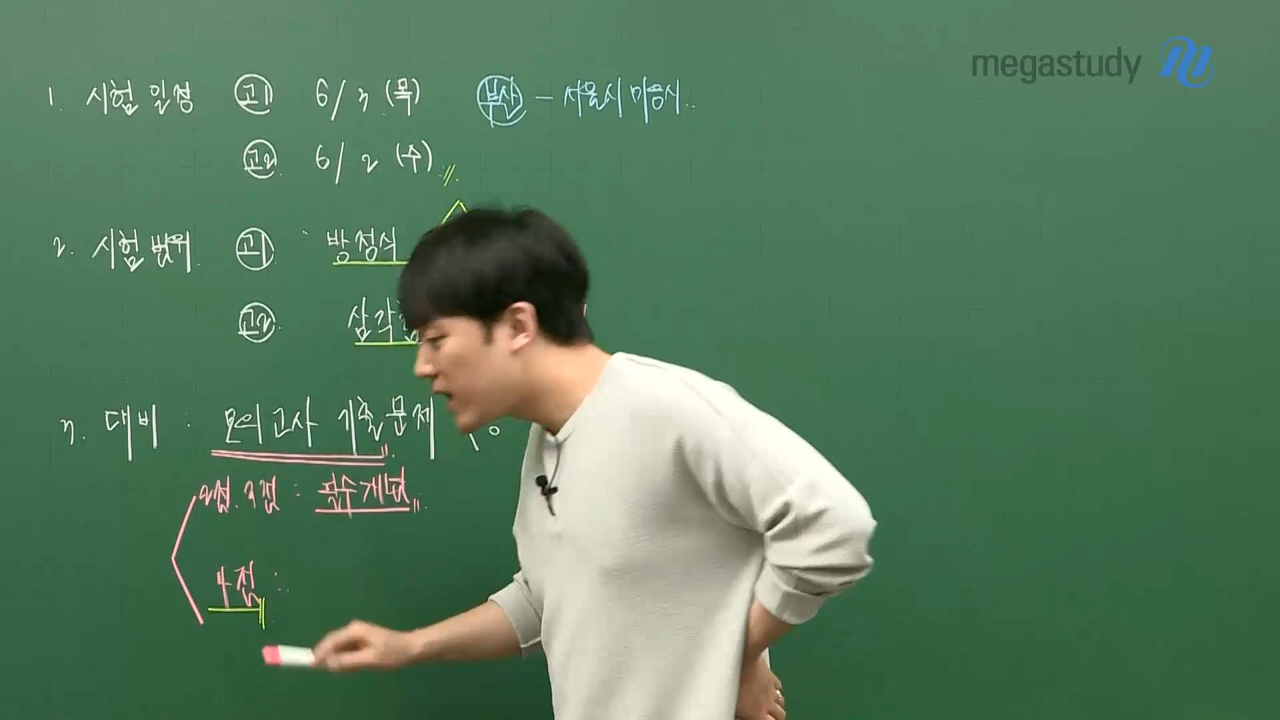 megastudy
1. 시험 일정 고1 6/3 (목) 부산 - 서울시 미응시..
고2 6/2 (수)
2. 시험 범위 고1 방정식
고2 삼각
3. 대비 : 모의고사 기출문제
2점. 3점 : 필수개념
4점 :